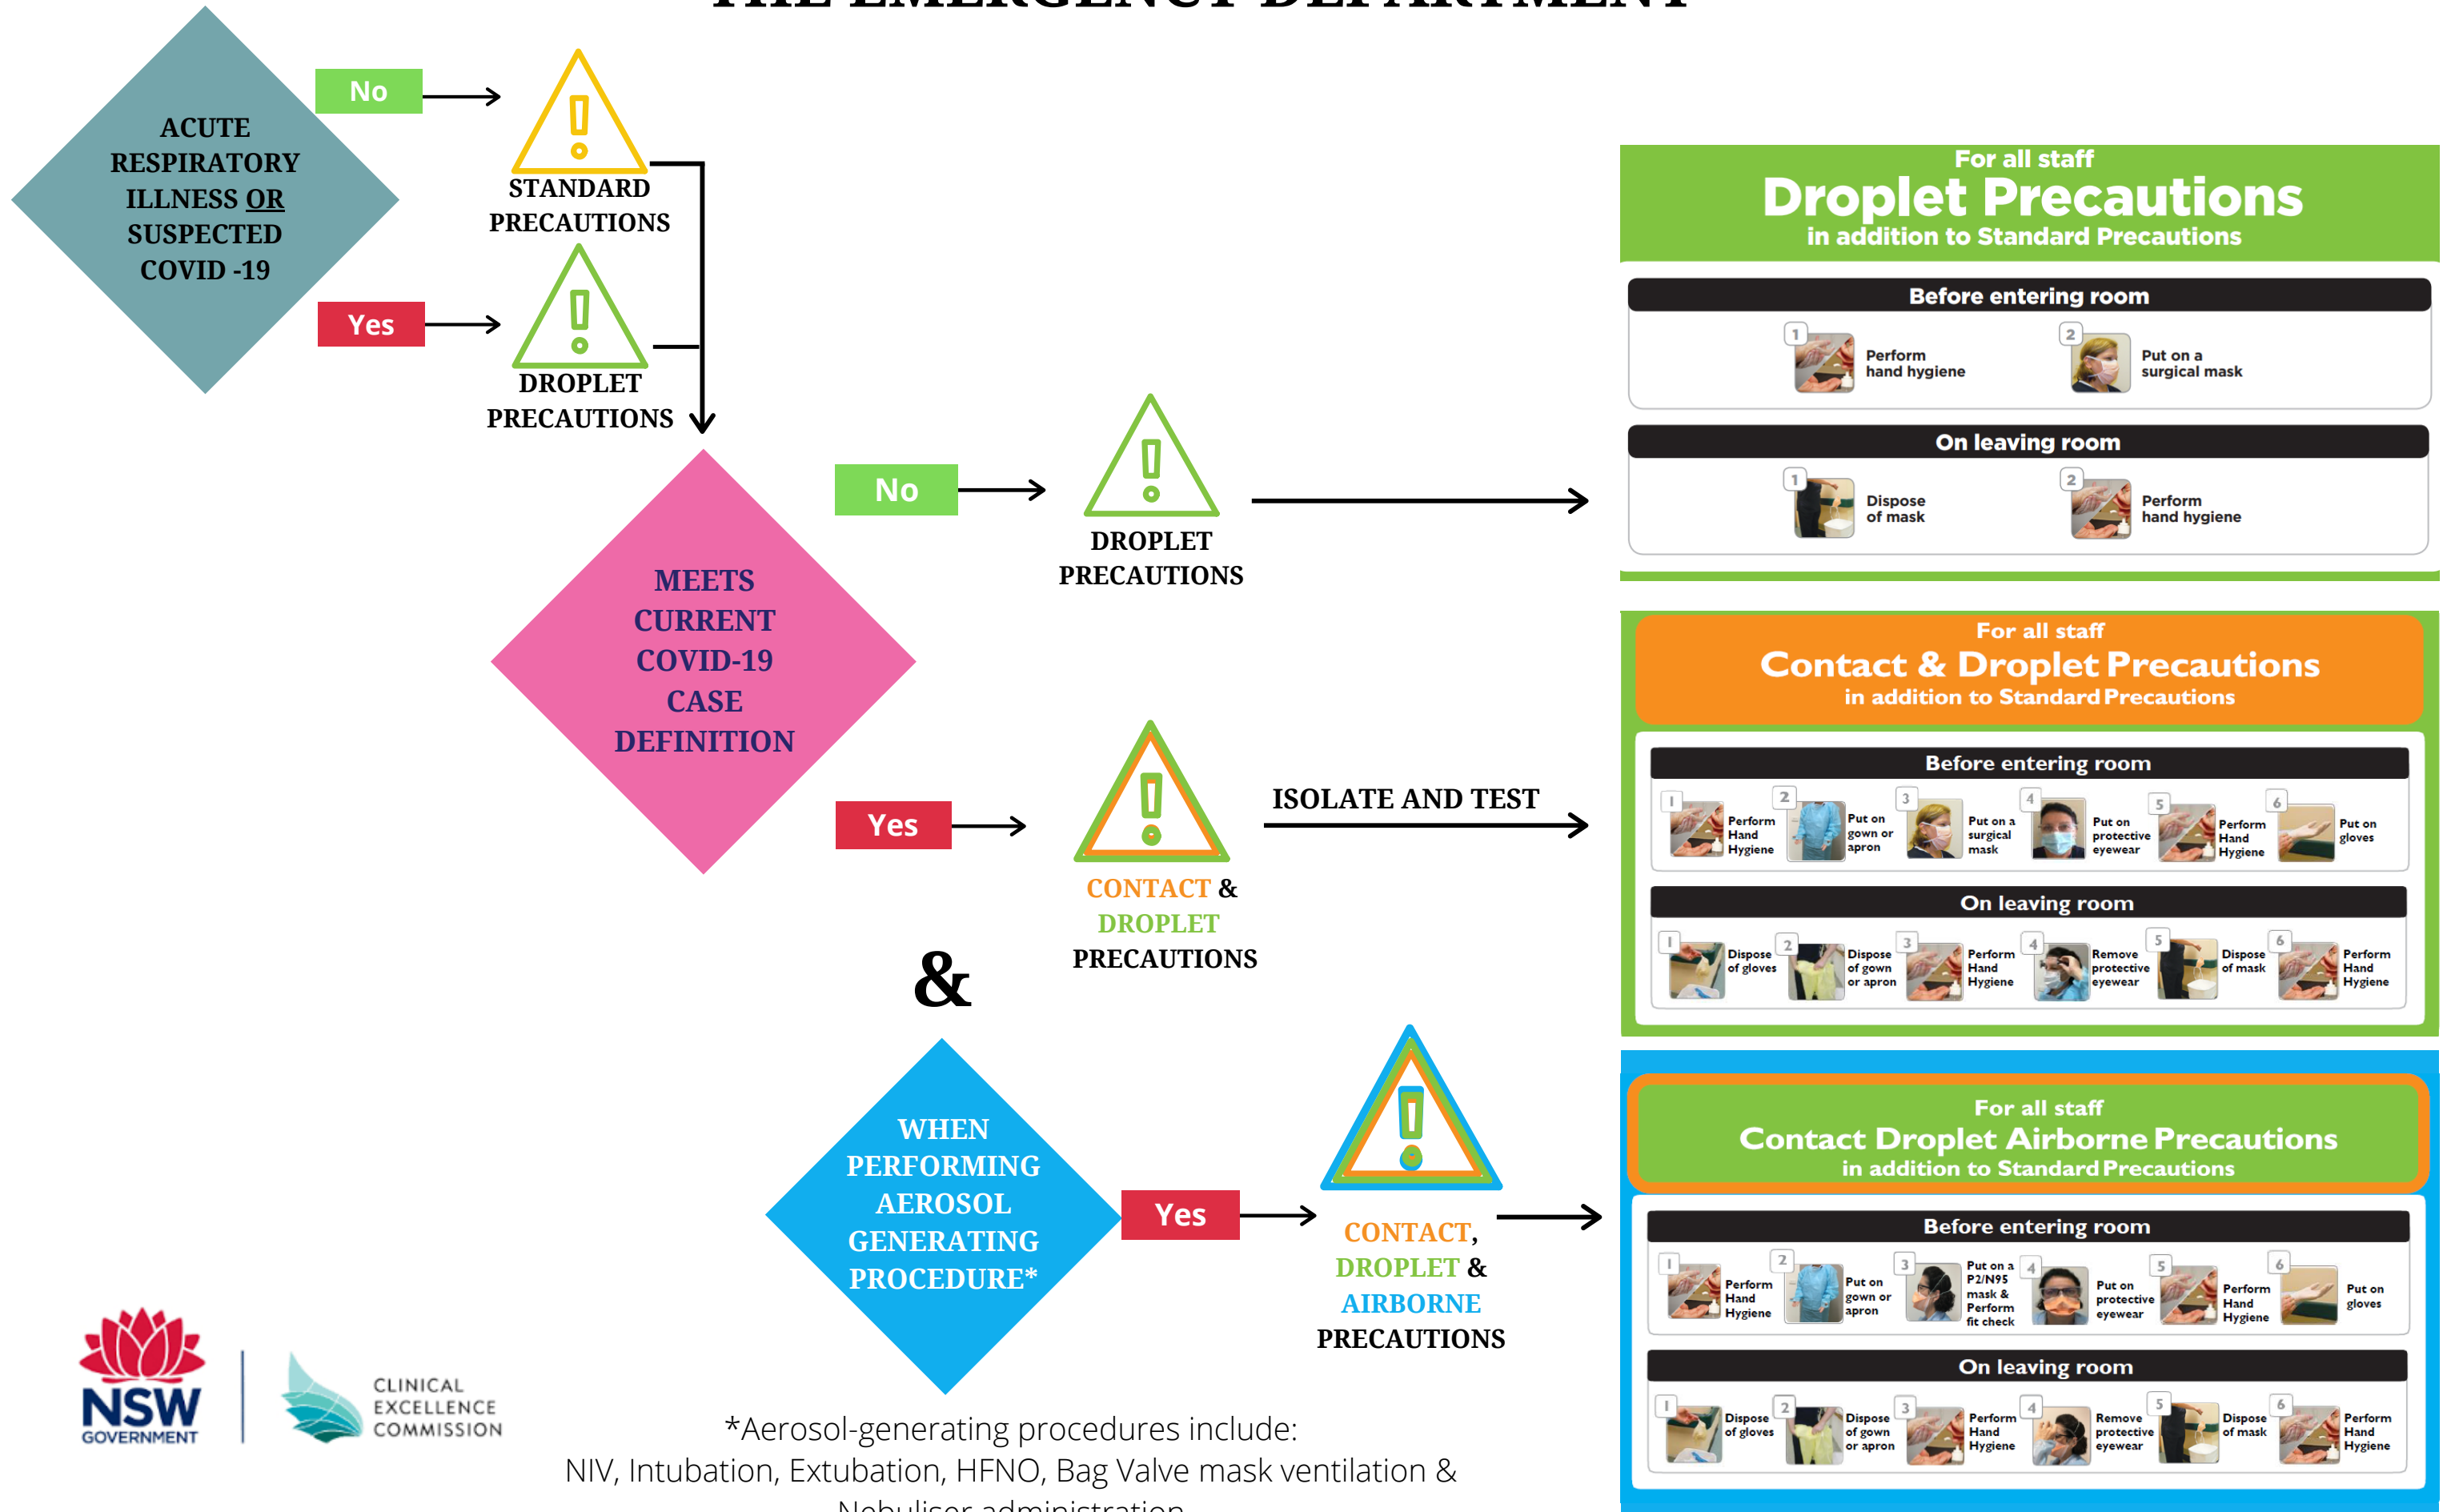 THE EMERGENCY DEPARTMENT
ACUTE
RESPIRATORY
ILLNESS OR
SUSPECTED
COVID -19
No
STANDARD
PRECAUTIONS
Yes
DROPLET
PRECAUTIONS
MEETS
CURRENT
COVID-19
CASE
DEFINITION
No
DROPLET
PRECAUTIONS
Yes
CONTACT &
DROPLET
PRECAUTIONS
ISOLATE AND TEST
&
WHEN
PERFORMING
AEROSOL
GENERATING
PROCEDURE*
Yes
CONTACT,
DROPLET &
AIRBORNE
PRECAUTIONS
For all staff
Droplet Precautions
in addition to Standard Precautions
Before entering room
1
Perform
hand hygiene
2
Put on a
surgical mask
On leaving room
1
Dispose
of mask
2
Perform
hand hygiene
For all staff
Contact & Droplet Precautions
in addition to Standard Precautions
Before entering room
1
Perform
Hand
Hygiene
2
Put on
gown or
apron
3
Put on a
surgical
mask
4
Put on
protective
eyewear
5
Perform
Hand
Hygiene
6
Put on
gloves
On leaving room
1
Dispose
of gloves
2
Dispose
of gown
or apron
3
Perform
Hand
Hygiene
4
Remove
protective
eyewear
5
Dispose
of mask
6
Perform
Hand
Hygiene
For all staff
Contact Droplet Airborne Precautions
in addition to Standard Precautions
Before entering room
1
Perform
Hand
Hygiene
2
Put on
gown or
apron
3
Put on a
P2/N95
mask &
Perform
fit check
4
Put on
protective
eyewear
5
Perform
Hand
Hygiene
6
Put on
gloves
On leaving room
1
Dispose
of gloves
2
Dispose
of gown
or apron
3
Perform
Hand
Hygiene
4
Remove
protective
eyewear
5
Dispose
of mask
6
Perform
Hand
Hygiene
NSW
GOVERNMENT
CLINICAL
EXCELLENCE
COMMISSION
*Aerosol-generating procedures include:
NIV, Intubation, Extubation, HFNO, Bag Valve mask ventilation &
Nebuliser administration